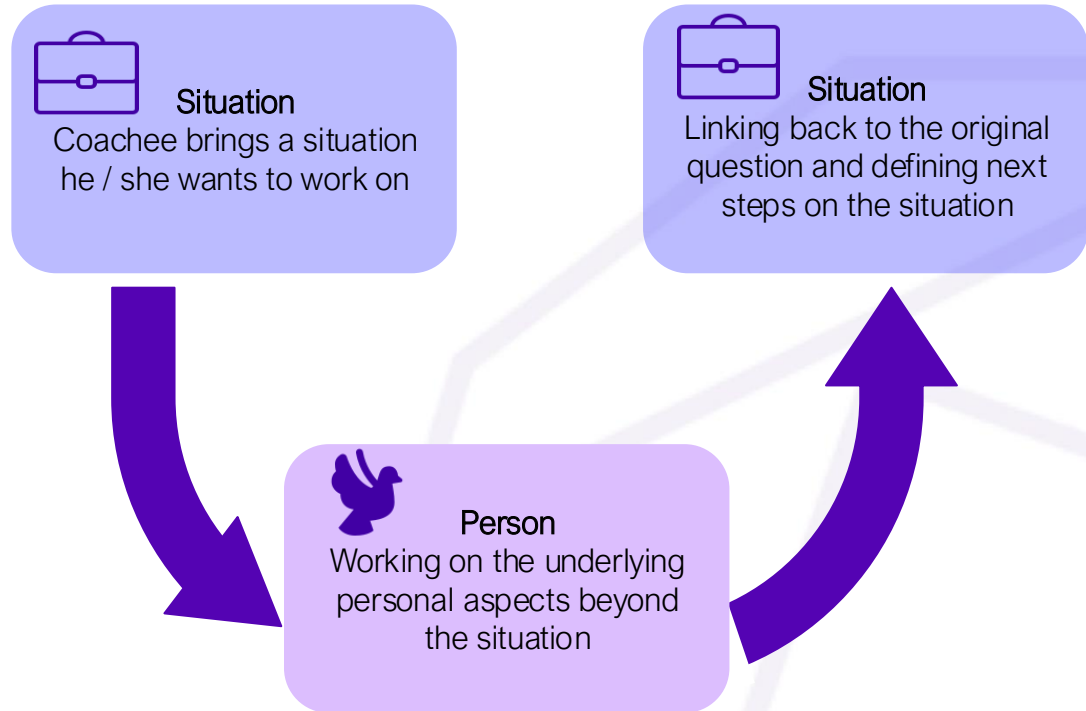 Situation
Coachee brings a situation
he / she wants to work on
Situation
Linking back to the original
question and defining next
steps on the situation
Person
Working on the underlying
personal aspects beyond
the situation